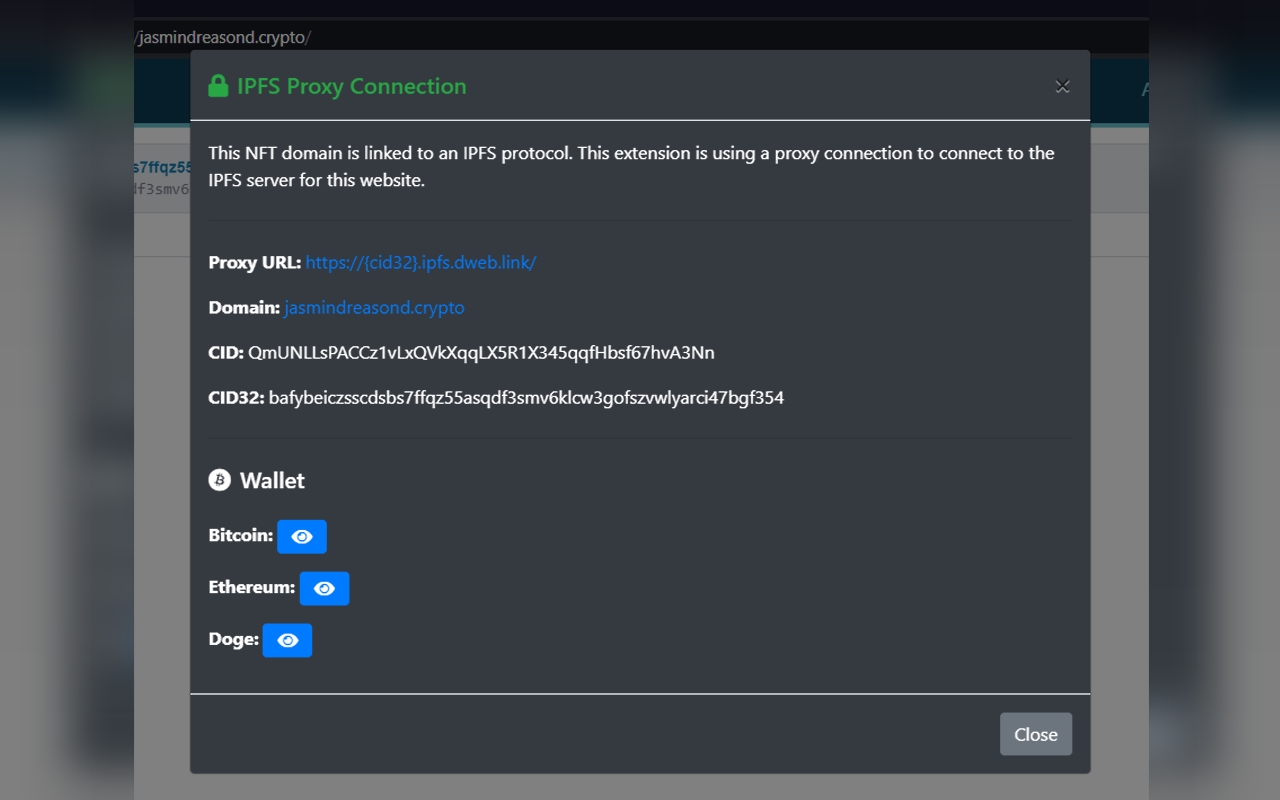 /jasmindreasond.crypto/
IPFS Proxy Connection
This NFT domain is linked to an IPFS protocol. This extension is using a proxy connection to connect to the
IPFS server for this website.
s7ffqz55
df3smv6
Proxy URL: https://{cid32}.ipfs.dweb.link/
Domain: jasmindreasond.crypto
CID: QmUNLLsPACCz1vLxQVkXqqLX5R1X345qqfHbsf67hvA3Nn
CID32: bafybeiczsscdsbs7ffqz55asqdf3smv6klcw3gofszvwlyarci47bgf354
Wallet
Bitcoin:
Ethereum:
Doge:
Close